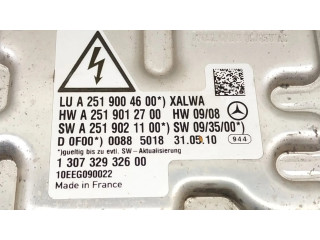 LU A 251 900 46 00*) XALWA
HW A 251 901 27 00 HW 09/08
SW A 251 902 11 00*) SW 09/35/00*)
D 0F00*) 0088 5018 31.05.10 944
*)gueltig bis zu evtl. SW - Aktualisierung
1 307 329 326 00
10EEG090022
Made in France